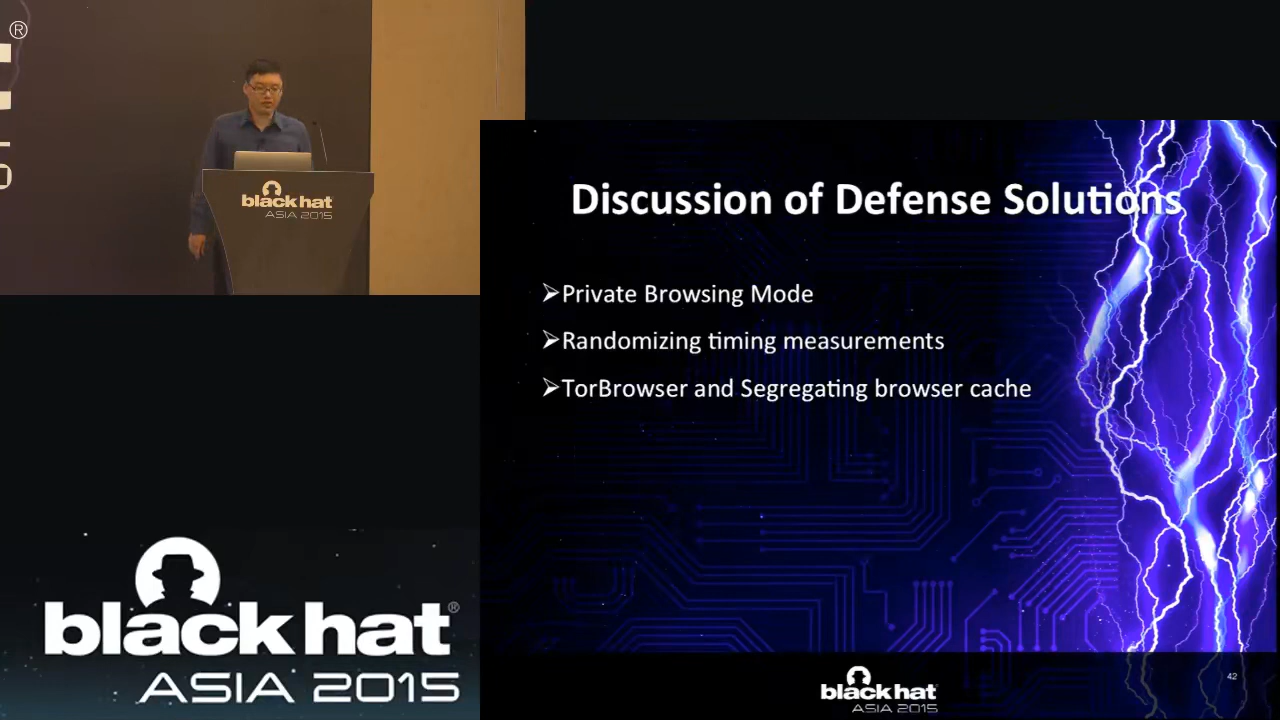 ®
black hat
ASIA 2015
Discussion of Defense Solutions
➢Private Browsing Mode
➢Randomizing timing measurements
➢TorBrowser and Segregating browser cache
black hat®
ASIA 2015
black hat
ASIA 2015
42